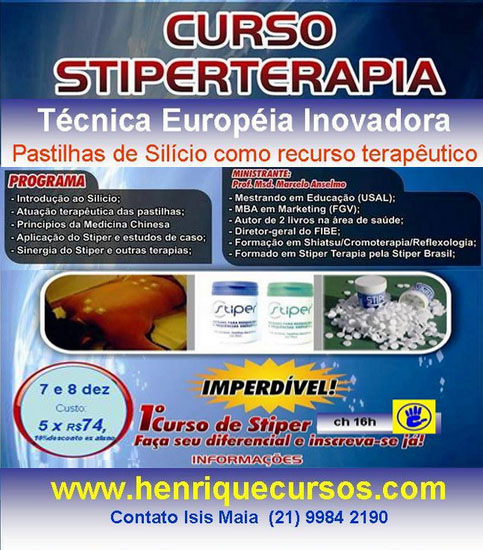 CURSO
STIPERTERAPIA
Técnica Européia Inovadora
Pastilhas de Silício como recurso terapêutico
PROGRAMA
- Introdução ao Silício;
- Atuação terapêutica das pastilhas;
- Principios da Medicina Chinesa
- Aplicação do Stiper e estudos de caso;
- Sinergia do Stiper e outras terapias;
MINISTRANTE:
Prof. Msd. Marcelo Anselmo
- Mestrando em Educação (USAL);
- MBA em Marketing (FGV);
- Autor de 2 livros na área de saúde;
- Diretor-geral do FIBE;
- Formação em Shiatsu/Cromoterapia/Reflexologia;
- Formado em Stiper Terapia pela Stiper Brasil;
Stiper
Stiper
STIPER
7 e 8 dez
Custo:
5 x R$74,
10%desconto ex aluno
IMPERDÍVEL!
1º Curso de Stiper
ch 16h
Faça seu diferencial e inscreva-se já!
INFORMAÇÕES
www.henriquecursos.com
Contato Isis Maia (21) 9984 2190